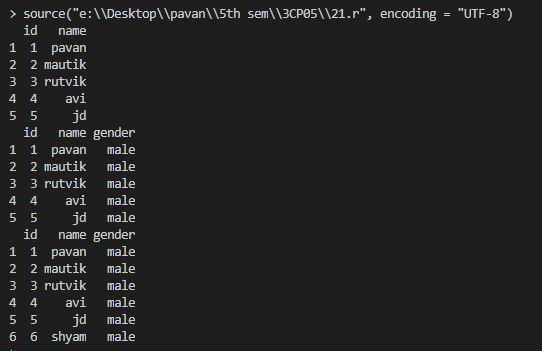 > source("e:\\Desktop\\pavan\\5th sem\\3CP05\\21.r", encoding = "UTF-8")
  id   name
1  1  pavan
2  2 mautik
3  3 rutvik
4  4    avi
5  5     jd
  id   name gender
1  1  pavan   male
2  2 mautik   male
3  3 rutvik   male
4  4    avi   male
5  5     jd   male
  id   name gender
1  1  pavan   male
2  2 mautik   male
3  3 rutvik   male
4  4    avi   male
5  5     jd   male
6  6  shyam   male